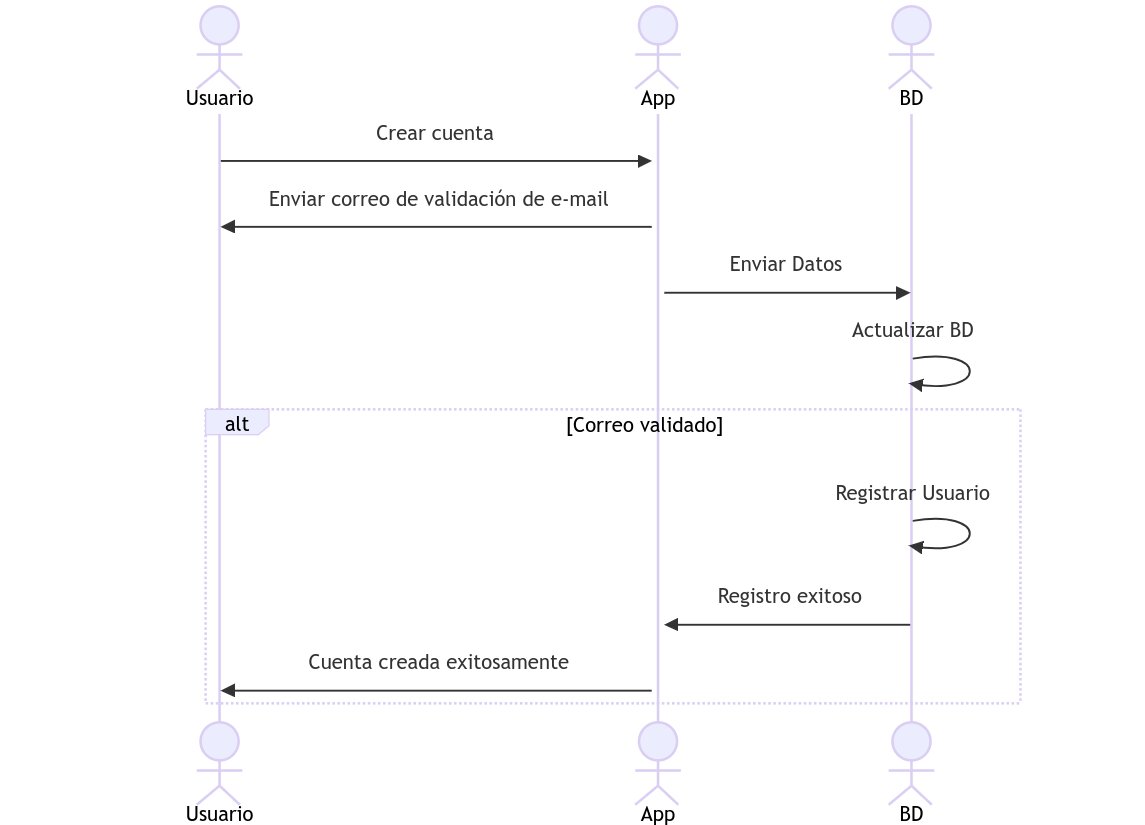 Usuario
App
BD
Crear cuenta
Enviar correo de validación de e-mail
Enviar Datos
Actualizar BD
alt
[Correo validado]
Registrar Usuario
Registro exitoso
Cuenta creada exitosamente
Usuario
App
BD